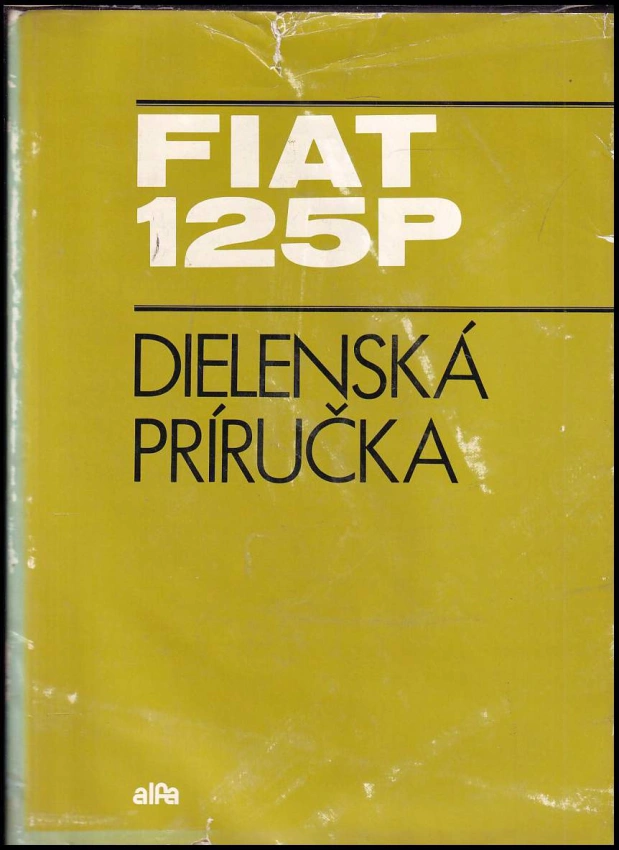 FIAT
125P
DIELENSKÁ
PRÍRUČKA
alfa